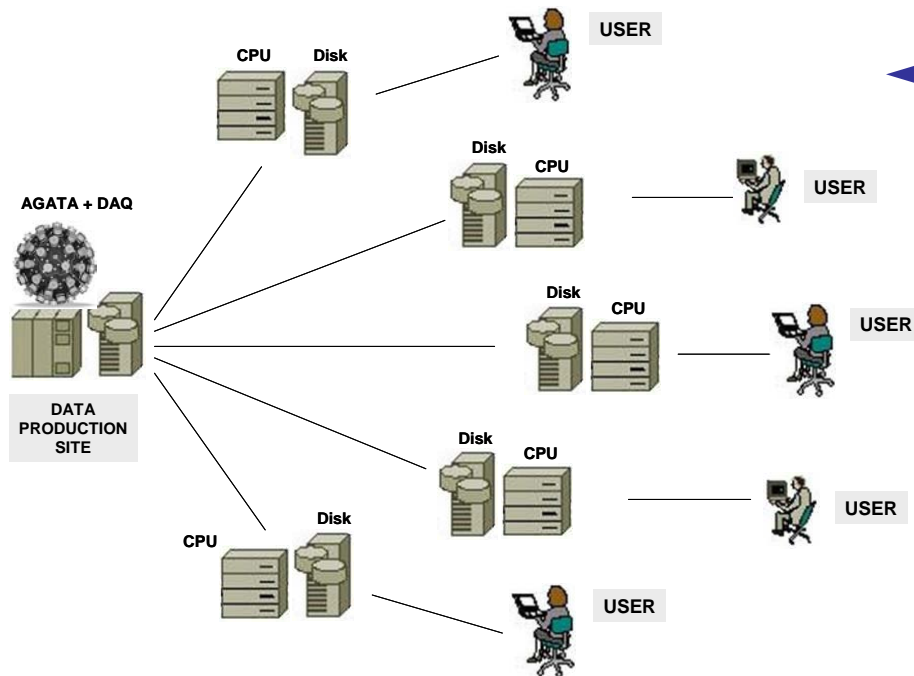 USER
CPU Disk
Disk
CPU
USER
AGATA + DAQ
Disk
CPU
USER
DATA
PRODUCTION
SITE
Disk
CPU
USER
Disk
CPU
USER